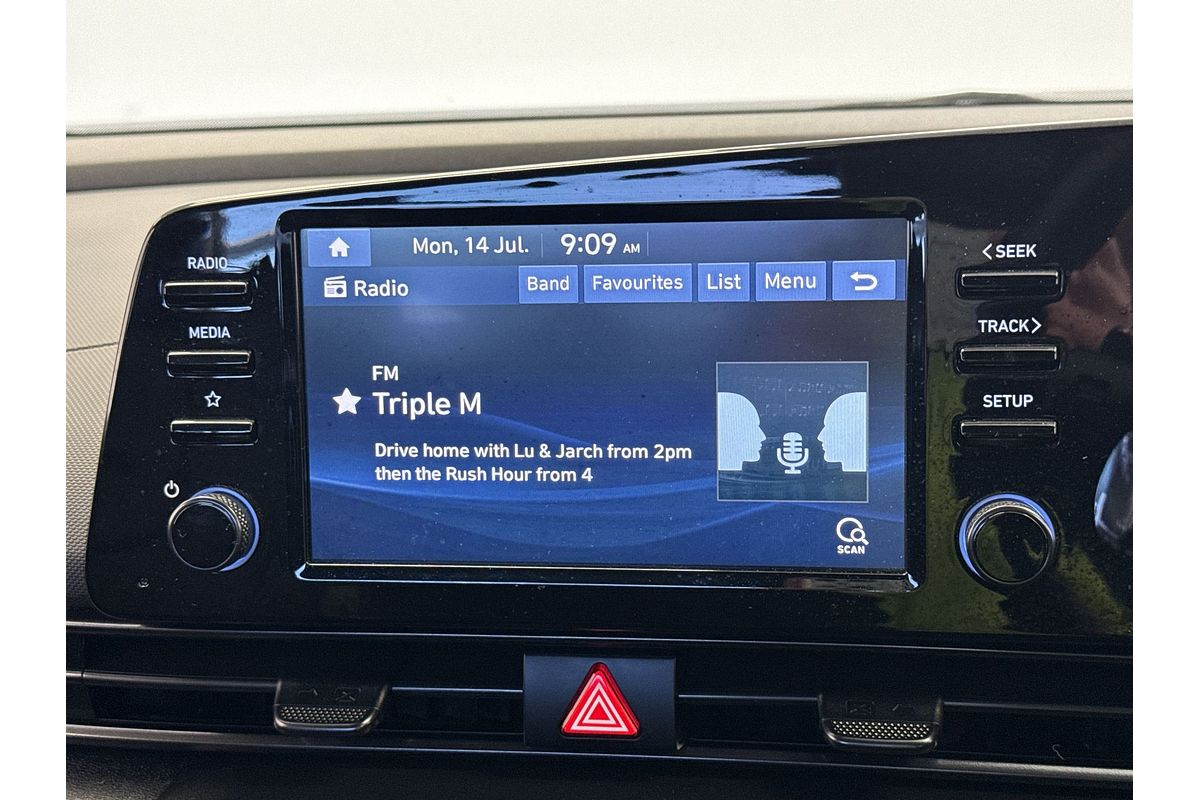 Mon, 14 Jul. 9:09 AM
Radio Band Favourites List Menu
FM
Triple M
Drive home with Lu & Jarch from 2pm
then the Rush Hour from 4
SCAN
RADIO
MEDIA
<SEEK
TRACK>
SETUP